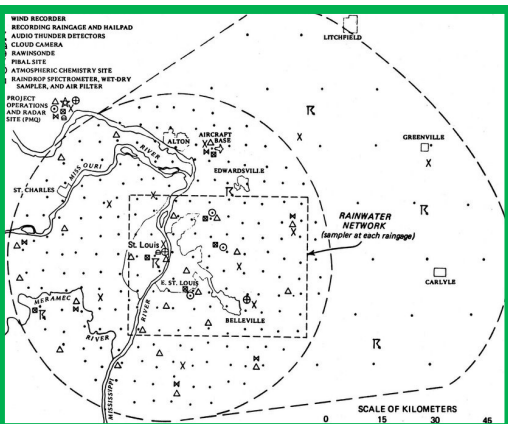 WIND RECORDER
RECORDING RAINGAGE AND HAILPAD
AUDIO THUNDER DETECTORS
CLOUD CAMERA
RAWINSONDE
PIBAL SITE
ATMOSPHERIC CHEMISTRY SITE
RAINDROP SPECTROMETER, WET-DRY
SAMPLER, AND AIR FILTER
PROJECT
OPERATIONS
AND RADAR
SITE (PMQ)
LITCHFIELD
ALTON
AIRCRAFT
BASE
GREENVILLE
RIVER
MISSOURI
EDWARDSVILLE
ST. CHARLES
RAINWATER
NETWORK
(sampler at each raingage)
St. Louis
E. ST. LOUIS
CARLYLE
MERAMEC
RIVER
RIVER
BELLEVILLE
MISSISSIPPI
SCALE OF KILOMETERS
0 15 30 45